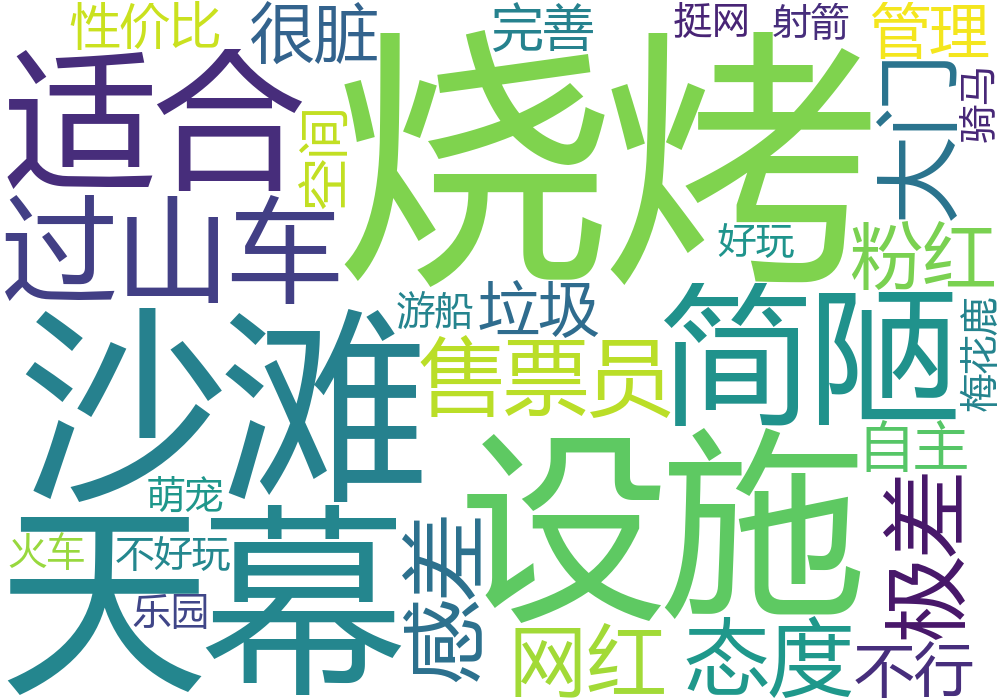 性价比
很脏
完善
挺网
射箭
管理
适合
烧烤
大门
骑马
空间
过山车
好玩
粉红
游船
垃圾
简陋
梅花鹿
沙滩
售票员
自主
设施
萌宠
天幕
火车
不好玩
感差
极差
乐园
网红
态度
不行